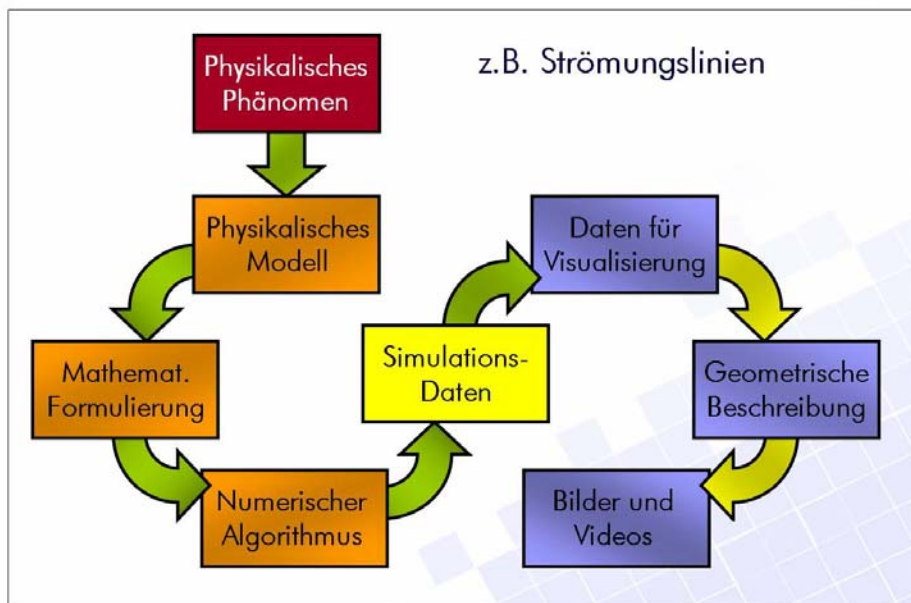 Physikalisches
Phänomen
z.B. Strömungslinien
Physikalisches
Modell
Mathemat.
Formulierung
Numerischer
Algorithmus
Simulations-
Daten
Daten für
Visualisierung
Geometrische
Beschreibung
Bilder und
Videos